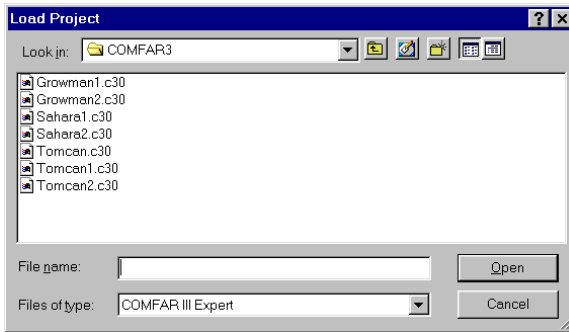 Load Project
Look in: COMFAR3
Growman1.c30
Growman2.c30
Sahara1.c30
Sahara2.c30
Tomcan.c30
Tomcan1.c30
Tomcan2.c30
File name: Open
Files of type: COMFAR III Expert Cancel